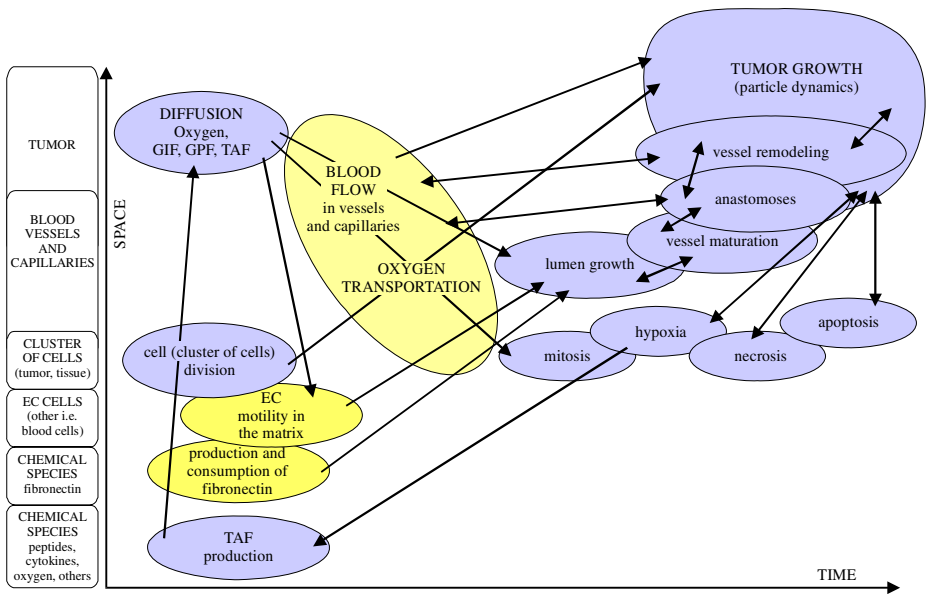 TUMOR
BLOOD
VESSELS
AND
CAPILLARIES
CLUSTER
OF CELLS
(tumor, tissue)
EC CELLS
(other i.e.
blood cells)
CHEMICAL
SPECIES
fibronectin
CHEMICAL
SPECIES
peptides,
cytokines,
oxygen, others
SPACE
TIME
DIFFUSION
Oxygen,
GIF, GPF, TAF
BLOOD
FLOW
in vessels
and capillaries
OXYGEN
TRANSPORTATION
cell (cluster of cells)
division
EC
motility in
the matrix
production and
consumption of
fibronectin
TAF
production
TUMOR GROWTH
(particle dynamics)
vessel remodeling
anastomoses
vessel maturation
lumen growth
mitosis
hypoxia
necrosis
apoptosis